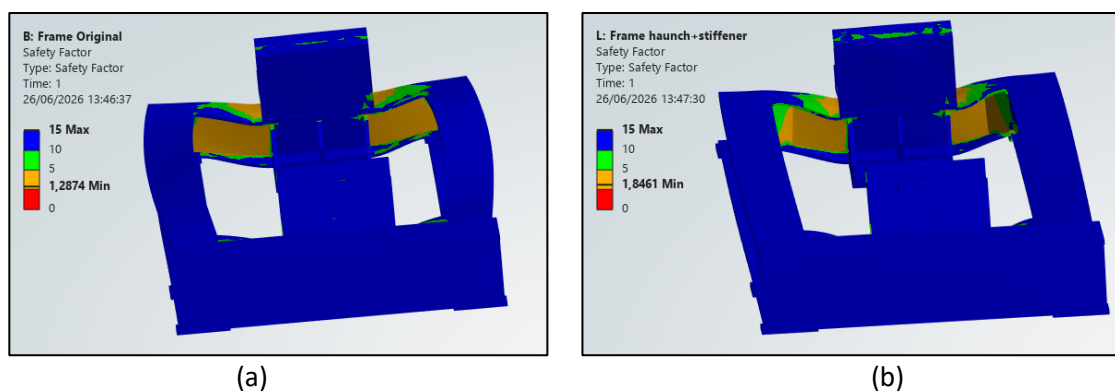 B: Frame Original
Safety Factor
Type: Safety Factor
Time: 1
26/06/2026 13:46:37
15 Max
10
5
1,2874 Min
0
L: Frame haunch+stiffener
Safety Factor
Type: Safety Factor
Time: 1
26/06/2026 13:47:30
15 Max
10
5
1,8461 Min
0
(a)
(b)